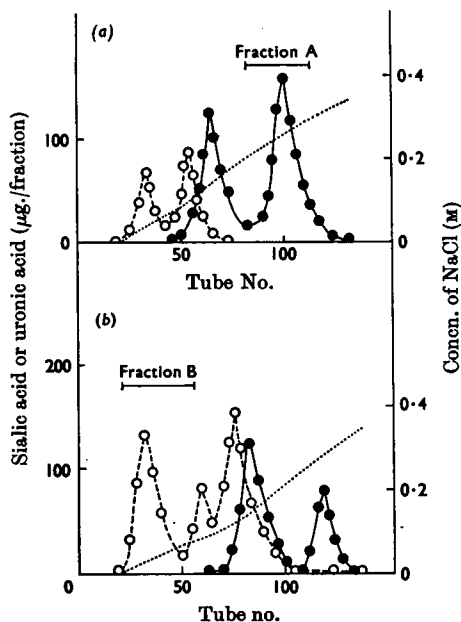 (a)
Fraction A
0·4
100
0·2
0
0
50
100
Tube No.
(b)
Fraction B
200
0·4
100
0·2
0
0
0
50
100
Tube no.
Sialic acid or uronic acid (μg./fraction)
Concn. of NaCl (M)